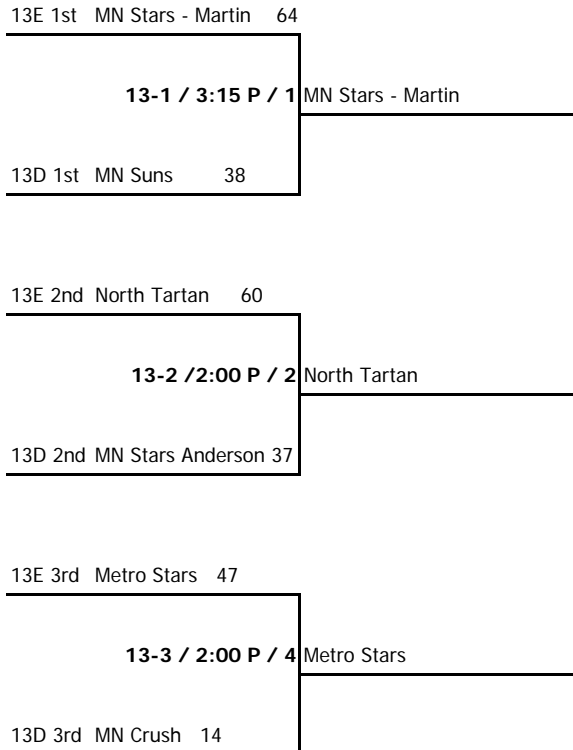 13E 1st MN Stars - Martin 64
13-1 / 3:15 P / 1 MN Stars - Martin
13D 1st MN Suns 38
13E 2nd North Tartan 60
13-2 /2:00 P / 2 North Tartan
13D 2nd MN Stars Anderson 37
13E 3rd Metro Stars 47
13-3 / 2:00 P / 4 Metro Stars
13D 3rd MN Crush 14